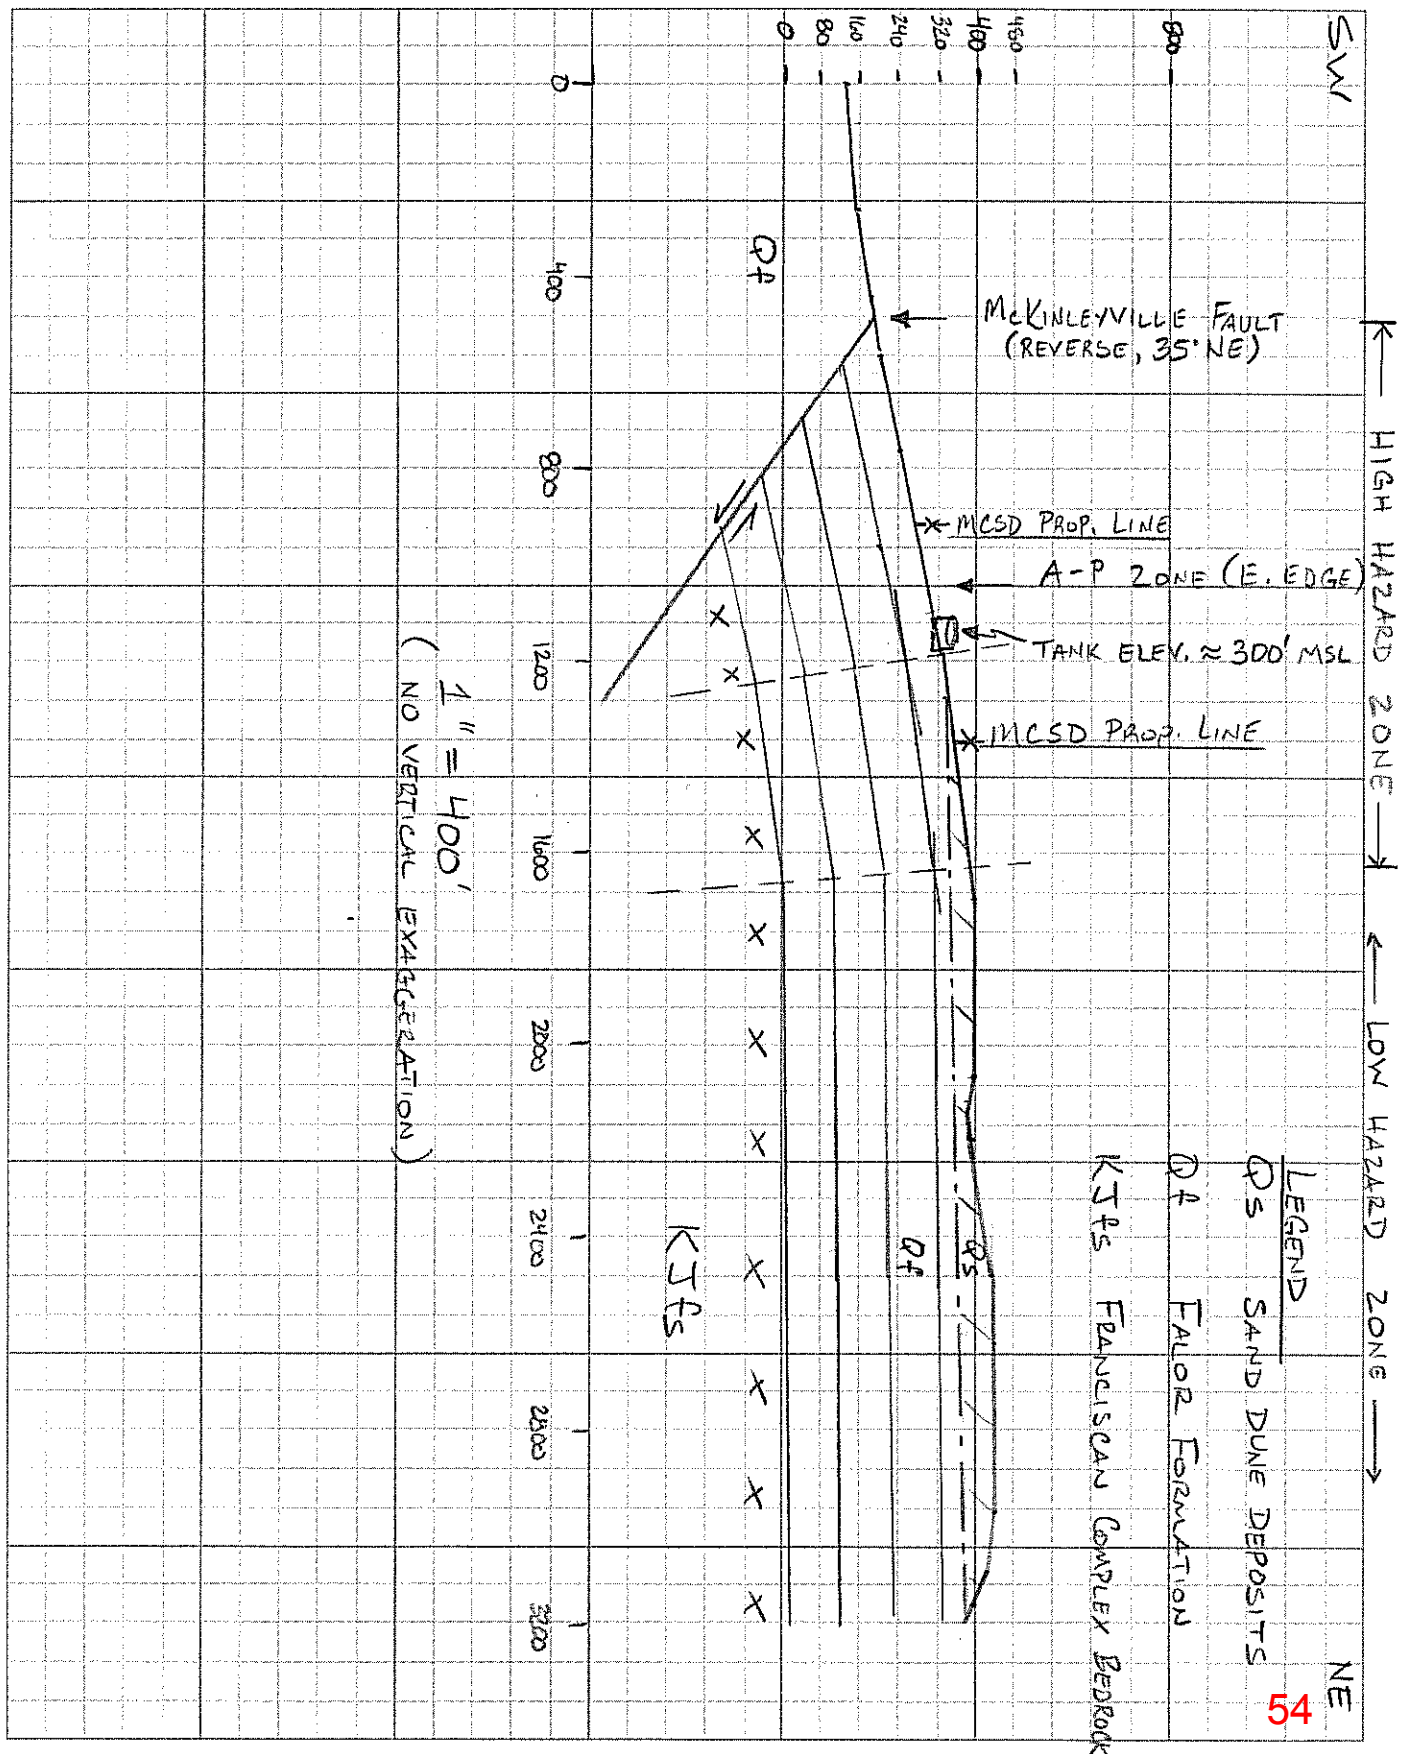 ← HIGH HAZARD ZONE →
← LOW HAZARD ZONE →
SW
NE
54
LEGEND
Qs SAND DUNE DEPOSITS
Qf FALOR FORMATION
KJfs FRANCISCAN COMPLEX BEDROCK
MCKINLEYVILLE FAULT
(REVERSE, 35° NE)
MCSD PROP. LINE
A-P ZONE (E. EDGE)
TANK ELEV. ≈ 300' MSL
MCSD PROP. LINE
800
480
400
320
240
160
80
0
Qs
Qf
Qf
KJfs
0
400
800
1200
1600
2000
2400
2800
3200
1" = 400'
(NO VERTICAL EXAGGERATION)